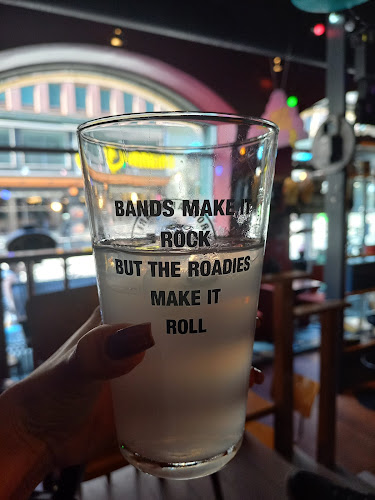 BANDS MAKE IT
ROCK
BUT THE ROADIES
MAKE IT
ROLL